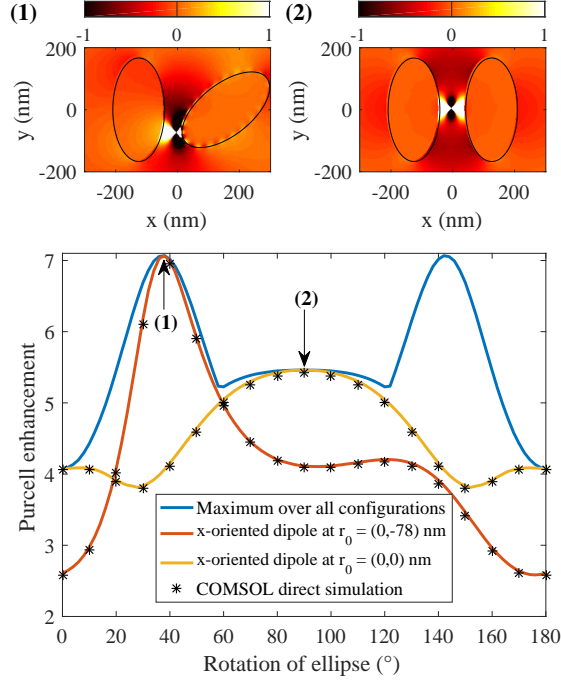 (1)
-1 0 1
200
0
-200
y (nm)
-200 0 200
x (nm)
(2)
-1 0 1
200
0
-200
y (nm)
-200 0 200
x (nm)
7
6
5
4
3
2
Purcell enhancement
(1)
(2)
Maximum over all configurations
x-oriented dipole at r0 = (0,-78) nm
x-oriented dipole at r0 = (0,0) nm
COMSOL direct simulation
0 20 40 60 80 100 120 140 160 180
Rotation of ellipse (°)